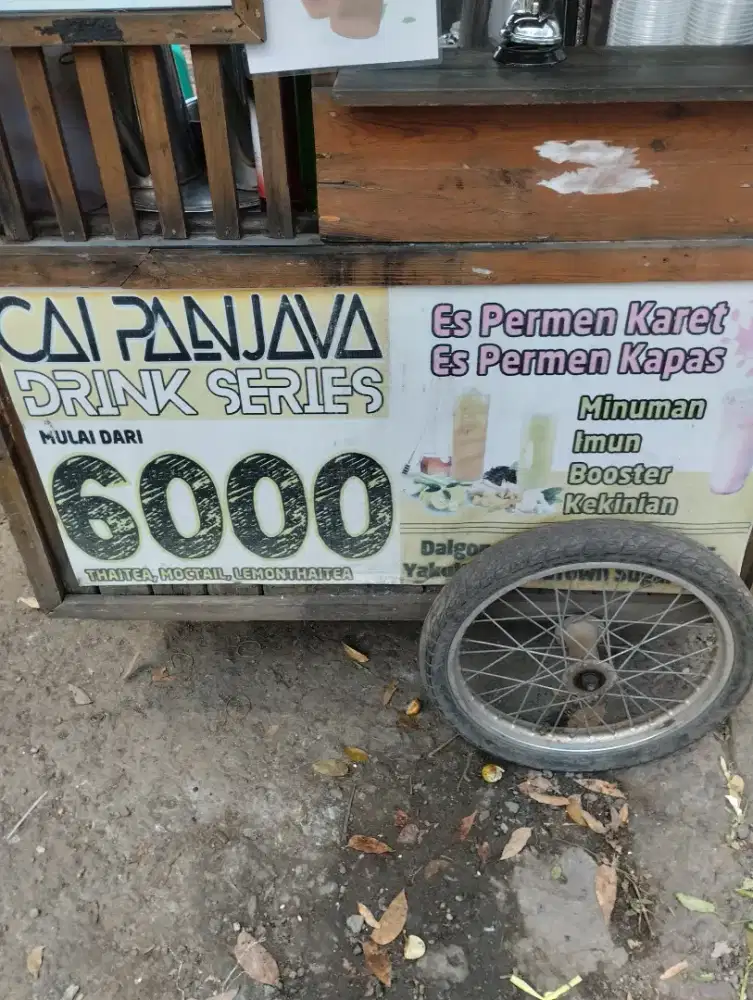 CAI PANJAVA
DRINK SERIES
MULAI DARI
6000
THAITEA, MOCTAIL, LEMONTHAITEA
Es Permen Karet
Es Permen Kapas
Minuman
Imun
Booster
Kekinian